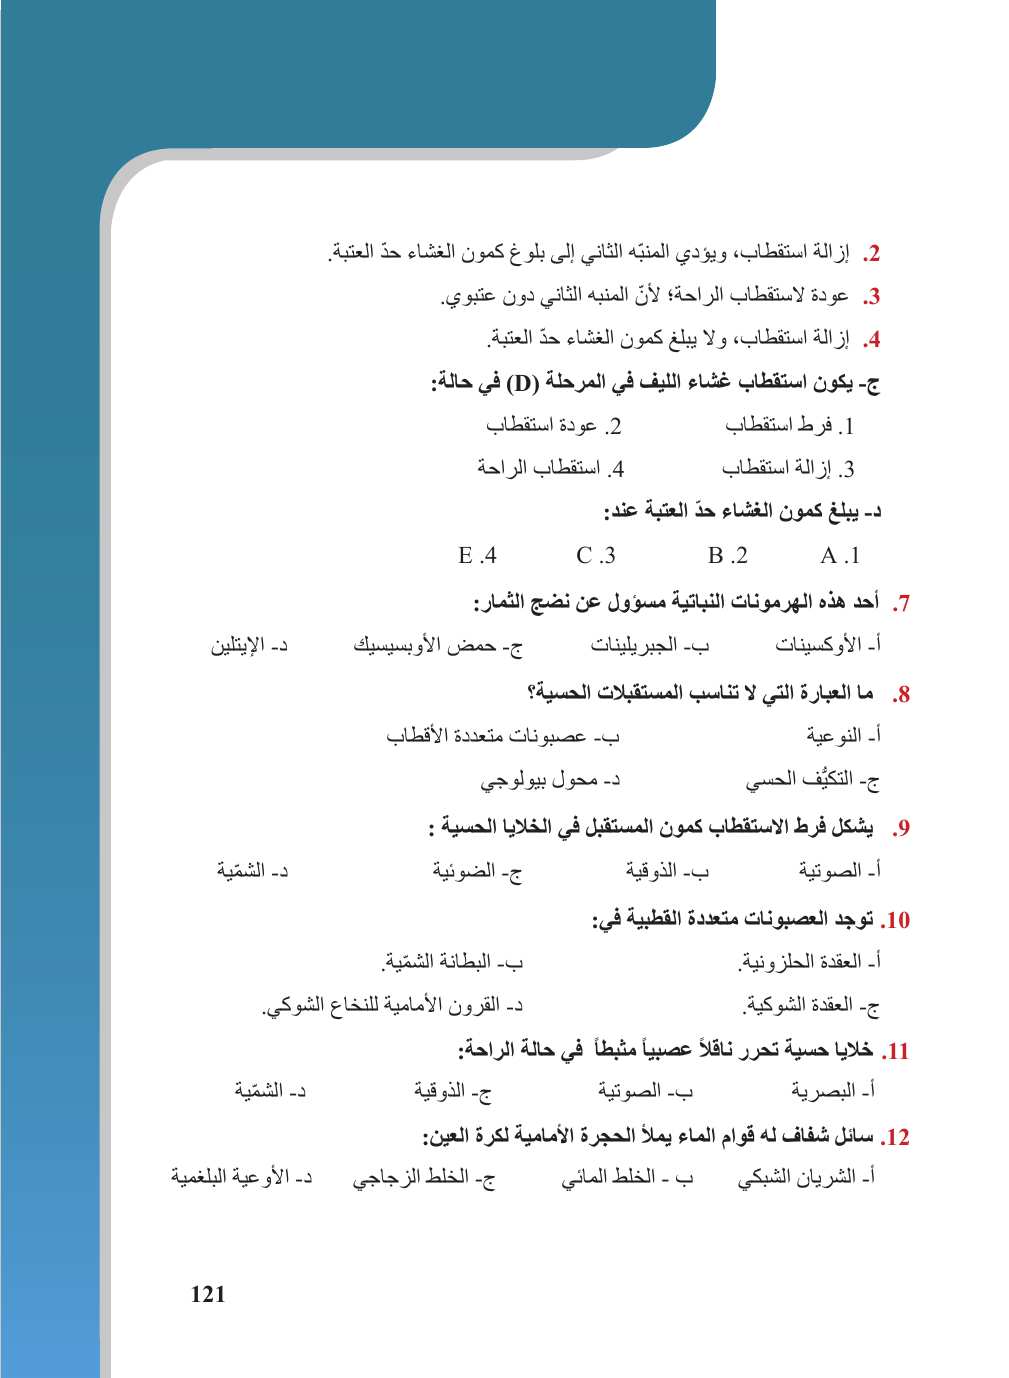 2. إزالة استقطاب، ويؤدي المنبّه الثاني إلى بلوغ كمون الغشاء حدّ العتبة.
3. عودة لاستقطاب الراحة؛ لأنّ المنبه الثاني دون عتبوي.
4. إزالة استقطاب، ولا يبلغ كمون الغشاء حدّ العتبة.
ج- يكون استقطاب غشاء الليف في المرحلة (D) في حالة:
1. فرط استقطاب 2. عودة استقطاب
3. إزالة استقطاب 4. استقطاب الراحة
د- يبلغ كمون الغشاء حدّ العتبة عند:
1. A 2. B 3. C 4. E
7. أحد هذه الهرمونات النباتية مسؤول عن نضج الثمار:
أ- الأوكسينات ب- الجبريلينات ج- حمض الأوبسيسيك د- الإيتلين
8. ما العبارة التي لا تناسب المستقبلات الحسية؟
أ- النوعية ب- عصبونات متعددة الأقطاب
ج- التكيُّف الحسي د- محول بيولوجي
9. يشكل فرط الاستقطاب كمون المستقبل في الخلايا الحسية :
أ- الصوتية ب- الذوقية ج- الضوئية د- الشمّية
10. توجد العصبونات متعددة القطبية في:
أ- العقدة الحلزونية. ب- البطانة الشمّية.
ج- العقدة الشوكية. د- القرون الأمامية للنخاع الشوكي.
11. خلايا حسية تحرر ناقلاً عصبياً مثبطاً في حالة الراحة:
أ- البصرية ب- الصوتية ج- الذوقية د- الشمّية
12. سائل شفاف له قوام الماء يملأ الحجرة الأمامية لكرة العين:
أ- الشريان الشبكي ب - الخلط المائي ج- الخلط الزجاجي د- الأوعية البلغمية
121